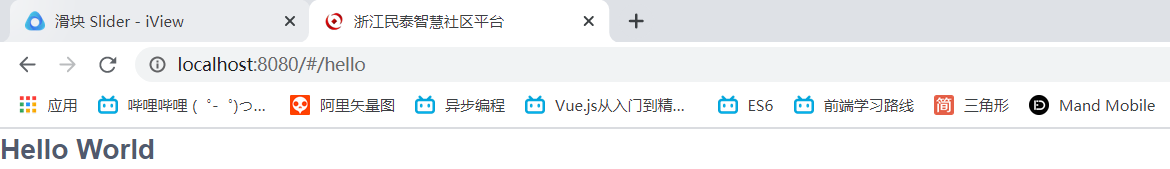 滑块 Slider - iView
浙江民泰智慧社区平台
localhost:8080/#/hello
应用 哔哩哔哩 ( ゜- ゜)つ... 阿里矢量图 异步编程 Vue.js从入门到精... ES6 前端学习路线 简 三角形 Mand Mobile
Hello World